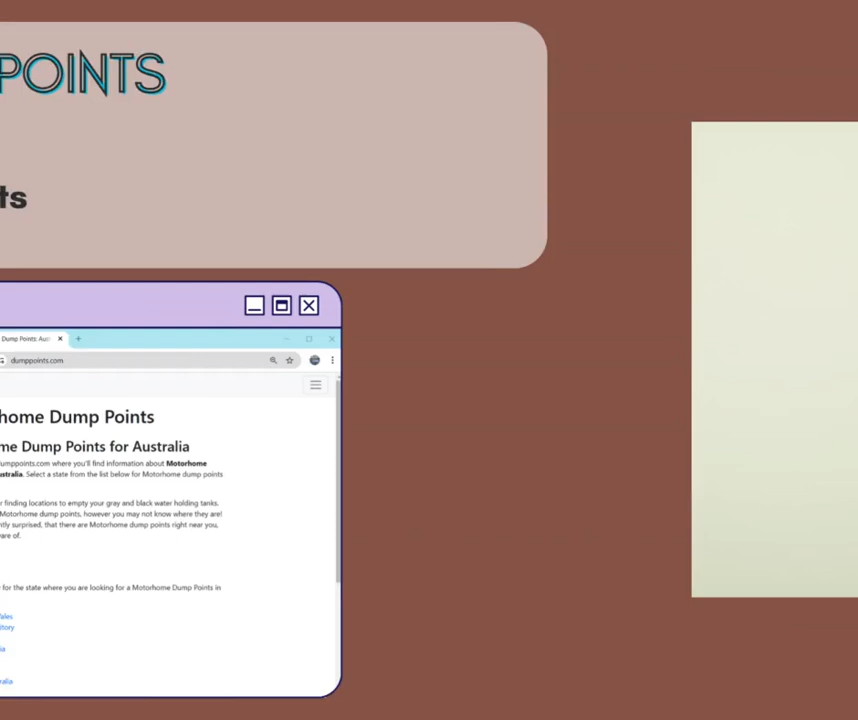 POINTS
ts
Dump Points: Aus
dumppoints.com
home Dump Points
me Dump Points for Australia
umppoints.com where you'll find information about Motorhome
ustralia. Select a state from the list below for Motorhome dump points
r finding locations to empty your gray and black water holding tanks.
Motorhome dump points, however you may not know where they are!
ntly surprised, that there are Motorhome dump points right near you,
are of.
for the state where you are looking for a Motorhome Dump Points in
ales
itory
ia
ralia